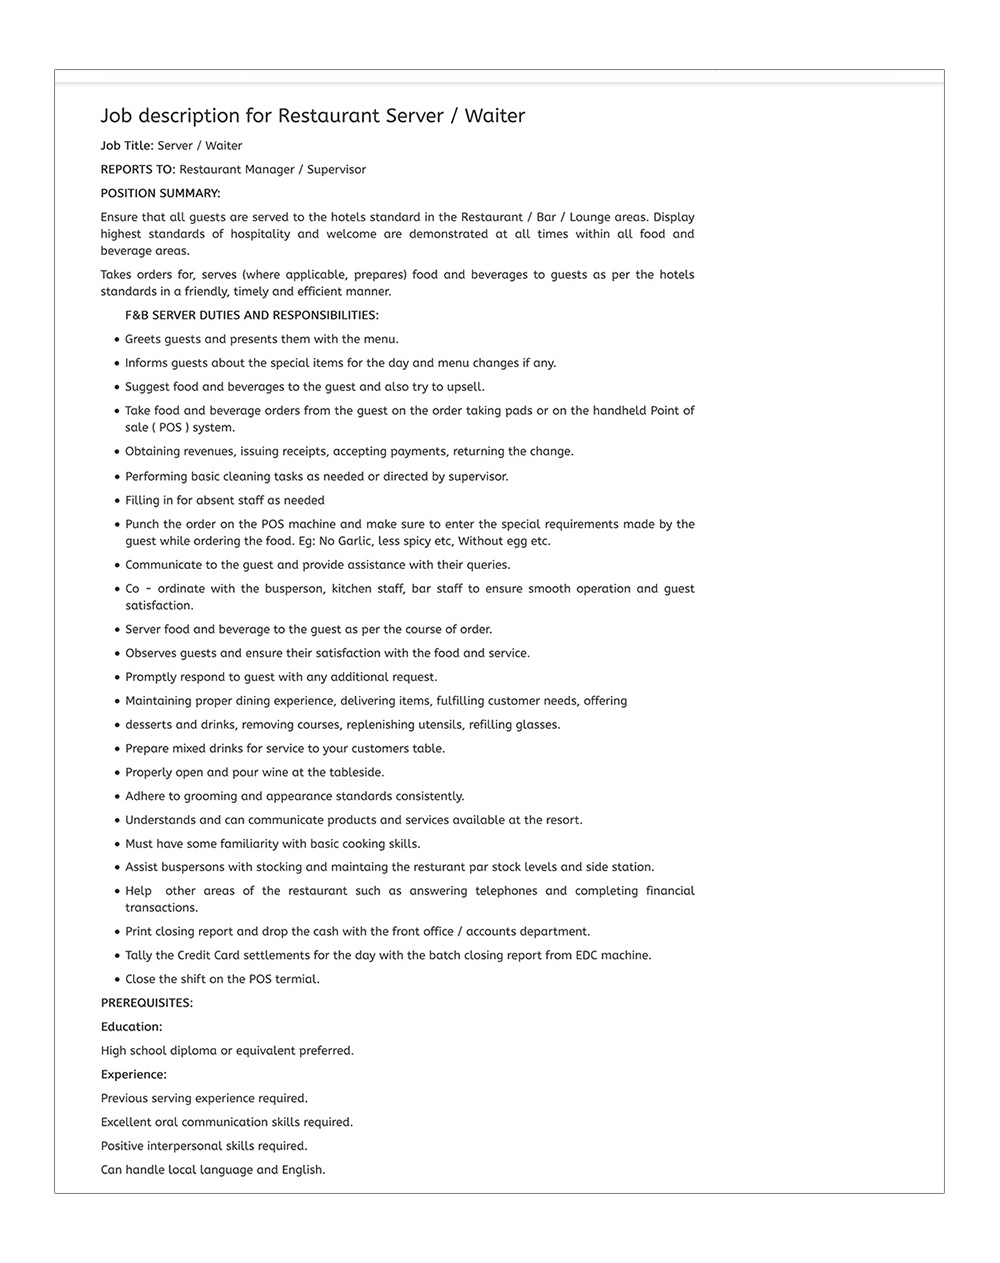 Job description for Restaurant Server / Waiter
Job Title: Server / Waiter
REPORTS TO: Restaurant Manager / Supervisor
POSITION SUMMARY:
Ensure that all guests are served to the hotels standard in the Restaurant / Bar / Lounge areas. Display
highest standards of hospitality and welcome are demonstrated at all times within all food and
beverage areas.
Takes orders for, serves (where applicable, prepares) food and beverages to guests as per the hotels
standards in a friendly, timely and efficient manner.
F&B SERVER DUTIES AND RESPONSIBILITIES:
• Greets guests and presents them with the menu.
• Informs guests about the special items for the day and menu changes if any.
• Suggest food and beverages to the guest and also try to upsell.
• Take food and beverage orders from the guest on the order taking pads or on the handheld Point of
sale ( POS ) system.
• Obtaining revenues, issuing receipts, accepting payments, returning the change.
• Performing basic cleaning tasks as needed or directed by supervisor.
• Filling in for absent staff as needed
• Punch the order on the POS machine and make sure to enter the special requirements made by the
guest while ordering the food. Eg: No Garlic, less spicy etc, Without egg etc.
• Communicate to the guest and provide assistance with their queries.
• Co - ordinate with the busperson, kitchen staff, bar staff to ensure smooth operation and guest
satisfaction.
• Server food and beverage to the guest as per the course of order.
• Observes guests and ensure their satisfaction with the food and service.
• Promptly respond to guest with any additional request.
• Maintaining proper dining experience, delivering items, fulfilling customer needs, offering
• desserts and drinks, removing courses, replenishing utensils, refilling glasses.
• Prepare mixed drinks for service to your customers table.
• Properly open and pour wine at the tableside.
• Adhere to grooming and appearance standards consistently.
• Understands and can communicate products and services available at the resort.
• Must have some familiarity with basic cooking skills.
• Assist buspersons with stocking and maintaing the resturant par stock levels and side station.
• Help other areas of the restaurant such as answering telephones and completing financial
transactions.
• Print closing report and drop the cash with the front office / accounts department.
• Tally the Credit Card settlements for the day with the batch closing report from EDC machine.
• Close the shift on the POS termial.
PREREQUISITES:
Education:
High school diploma or equivalent preferred.
Experience:
Previous serving experience required.
Excellent oral communication skills required.
Positive interpersonal skills required.
Can handle local language and English.